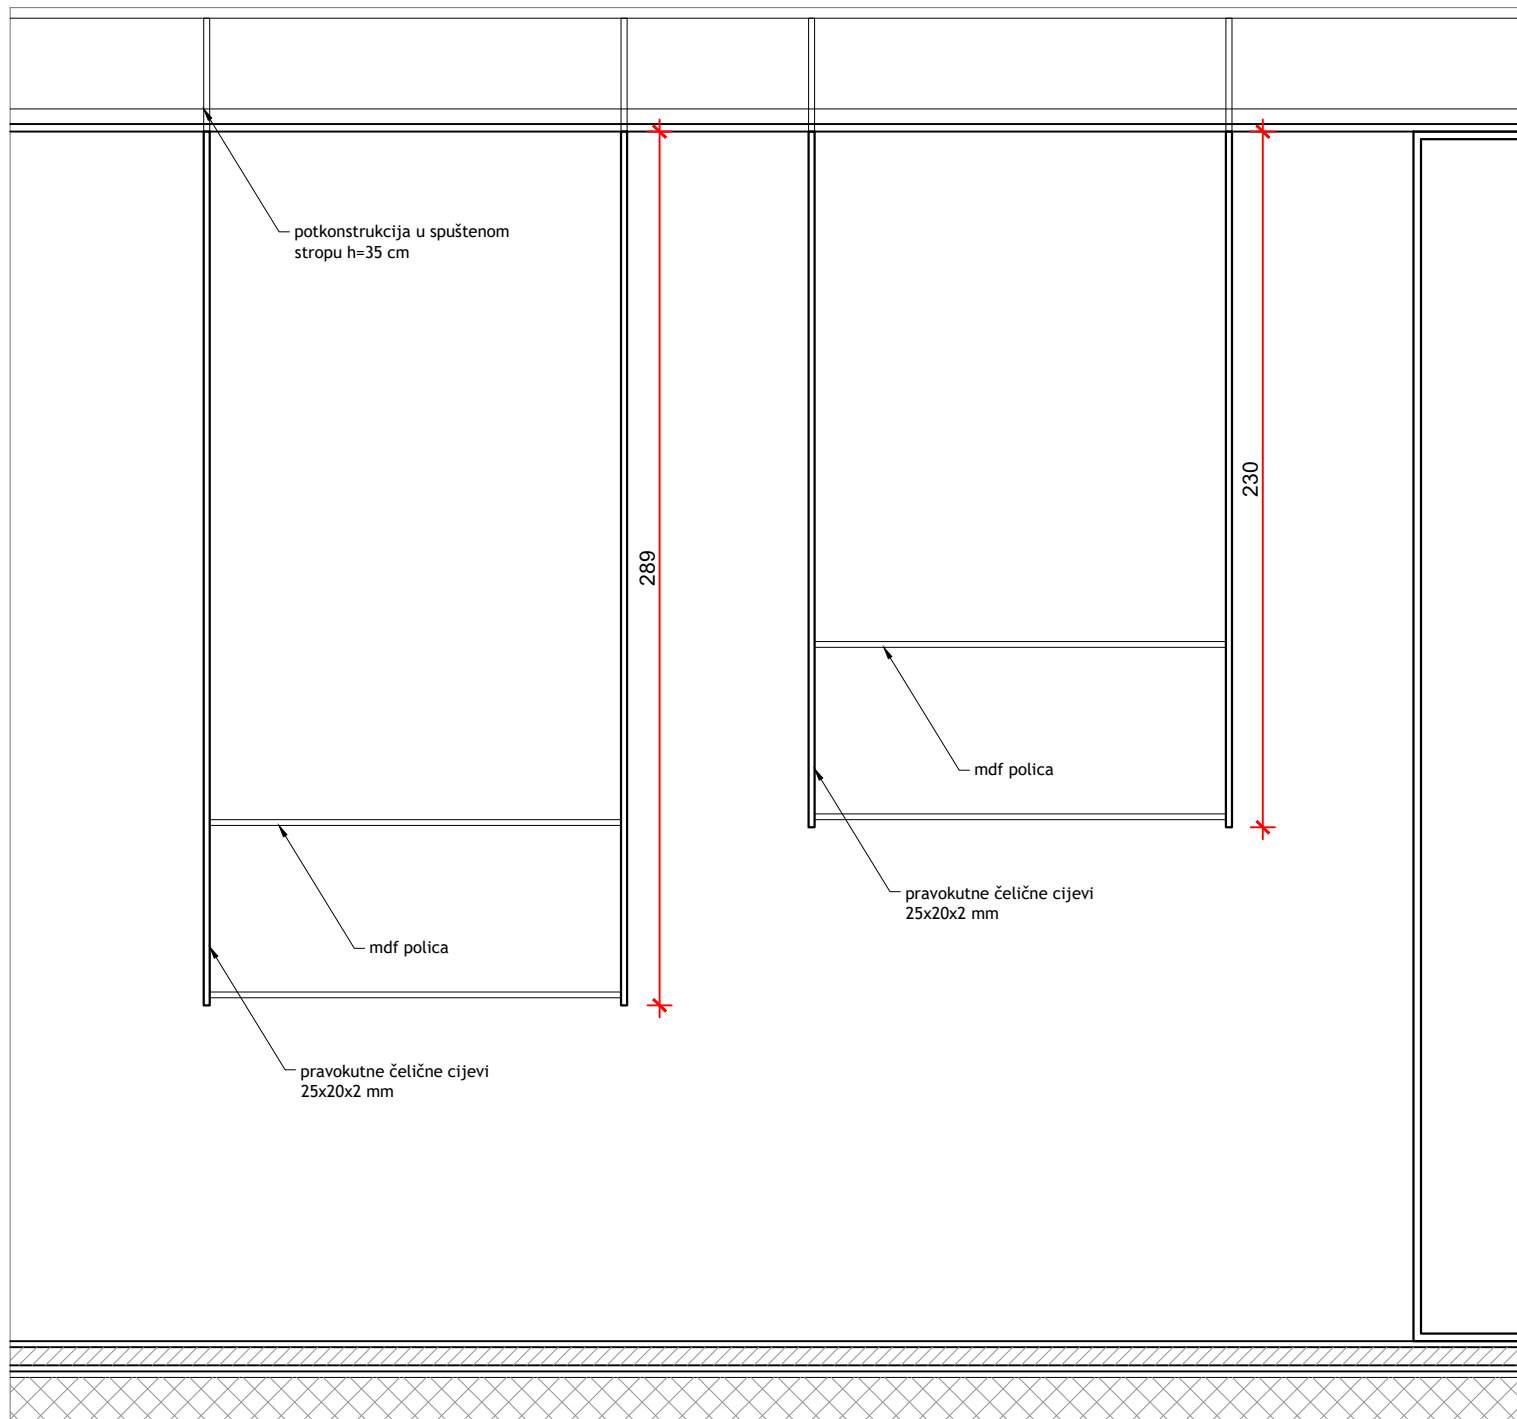 potkonstrukcija u spuštenom
stropu h=35 cm
230
289
mdf polica
pravokutne čelične cijevi
25x20x2 mm
mdf polica
pravokutne čelične cijevi
25x20x2 mm